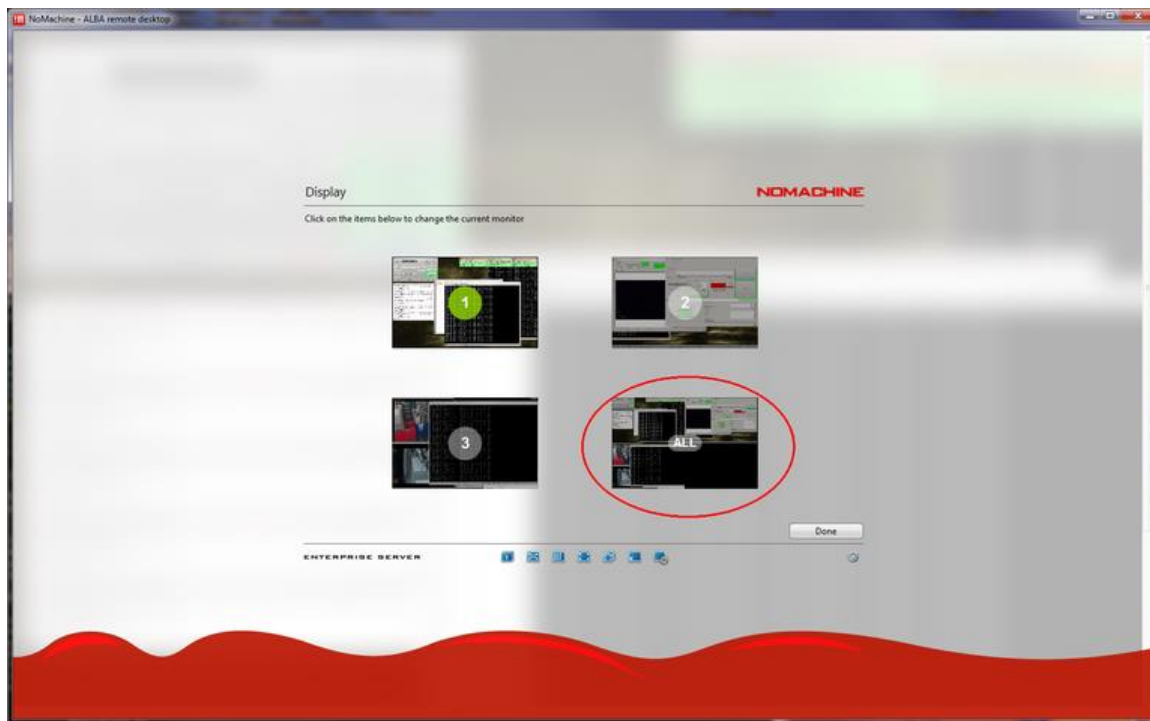 NoMachine - ALBA remote desktop
Display
NOMACHINE
Click on the items below to change the current monitor
1
2
3
ALL
Done
ENTERPRISE SERVER